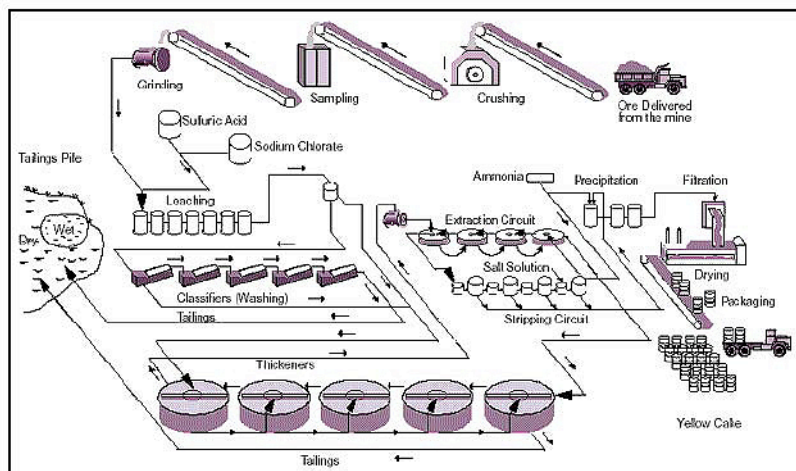 Grinding
Sampling
Crushing
Ore Delivered
from the mine
Sulfuric Acid
Sodium Chlorate
Tailings Pile
Leaching
Ammonia
Precipitation
Filtration
Extraction Circuit
Wet
Dry
Salt Solution
Drying
Classifiers (Washing)
Packaging
Tailings
Stripping Circuit
Thickeners
Yellow Cake
Tailings